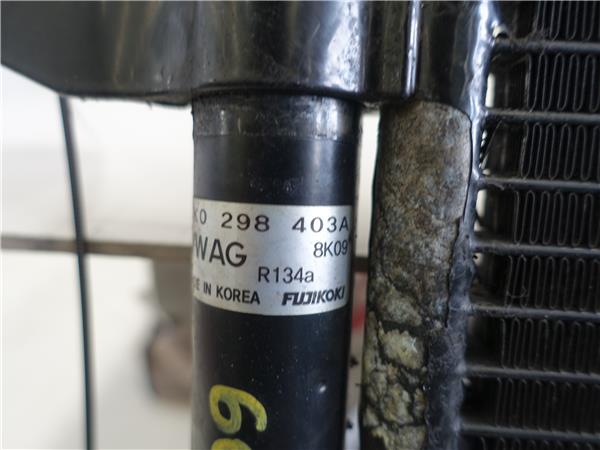 K0 298 403A
WAG 8K09
R134a
IN KOREA FUJIKOKI